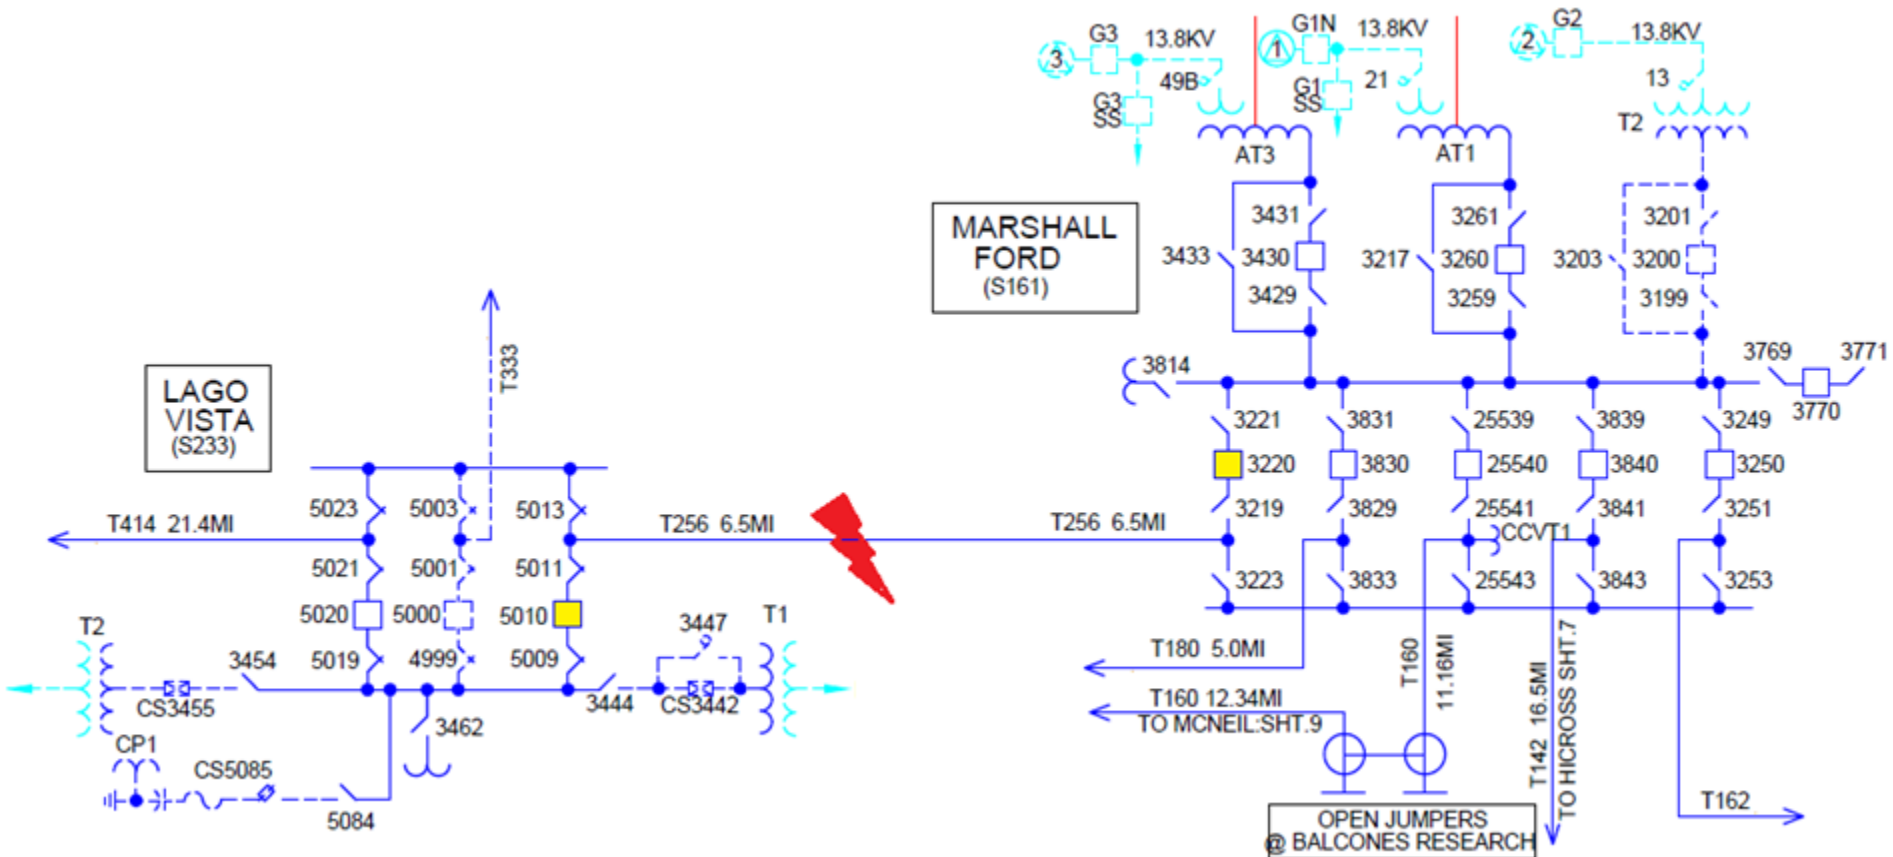 G3
13.8KV
G1N
13.8KV
G2
13.8KV
3
1
2
49B
21
13
G3
SS
G1
SS
T2
AT3
AT1
MARSHALL
FORD
(S161)
3431
3261
3201
3433
3430
3217
3260
3203
3200
3429
3259
3199
3814
3769
3771
3770
LAGO
VISTA
(S233)
T333
3221
3831
25539
3839
3249
3220
3830
25540
3840
3250
3219
3829
25541
3841
3251
5023
5003
5013
T414 21.4MI
T256 6.5MI
T256 6.5MI
CCVT1
5021
5001
5011
3223
3833
25543
3843
3253
5020
5000
5010
T2
3447
T1
3454
5019
4999
5009
CS3455
3444
CS3442
3462
CP1
CS5085
5084
T180 5.0MI
T160
11.16MI
T160 12.34MI
TO MCNEIL:SHT.9
T142 16.5MI
TO HICROSS SHT.7
T162
OPEN JUMPERS
@ BALCONES RESEARCH